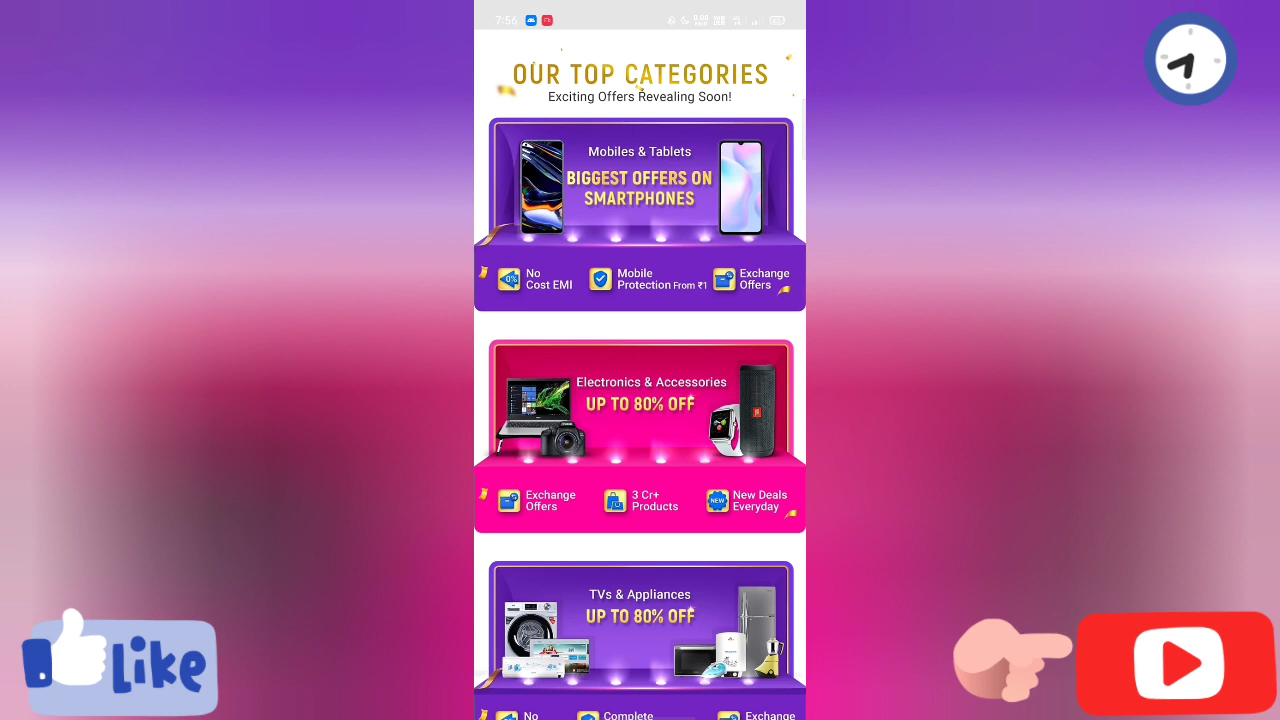 7:56
OUR TOP CATEGORIES
Exciting Offers Revealing Soon!
Mobiles & Tablets
BIGGEST OFFERS ON
SMARTPHONES
0%
No
Cost EMI
Mobile
Protection From ₹1
Exchange
Offers
Electronics & Accessories
UP TO 80% OFF
Exchange
Offers
3 Cr+
Products
NEW
New Deals
Everyday
TVs & Appliances
UP TO 80% OFF
No
Complete
Exchange
like